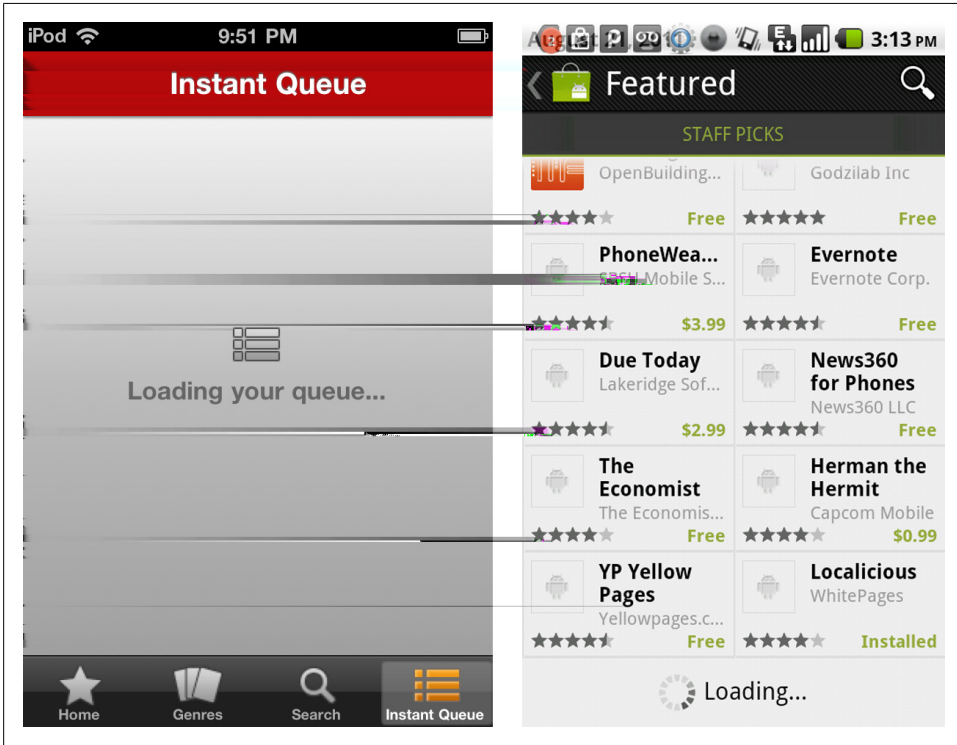 iPod
9:51 PM
Instant Queue
Loading your queue...
Home
Genres
Search
Instant Queue
3:13 PM
Featured
STAFF PICKS
OpenBuilding...
Free
Godzilab Inc
Free
PhoneWea...
Mobile S...
$3.99
Evernote
Evernote Corp.
Free
Due Today
Lakeridge Sof...
$2.99
News360
for Phones
News360 LLC
Free
The
Economist
The Economis...
Free
Herman the
Hermit
Capcom Mobile
$0.99
YP Yellow
Pages
Yellowpages.c...
Free
Localicious
WhitePages
Installed
Loading...